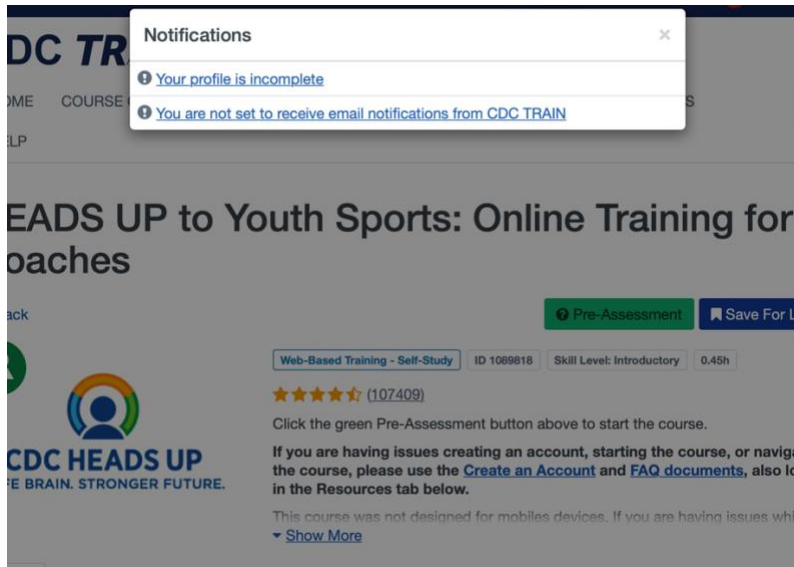 Notifications
×
Your profile is incomplete
You are not set to receive email notifications from CDC TRAIN
DC TR
OME COURSE S
ELP
EADS UP to Youth Sports: Online Training for
oaches
ack
Pre-Assessment Save For L
Web-Based Training - Self-Study ID 1089818 Skill Level: Introductory 0.45h
(107409)
Click the green Pre-Assessment button above to start the course.
If you are having issues creating an account, starting the course, or naviga
the course, please use the Create an Account and FAQ documents, also lo
in the Resources tab below.
This course was not designed for mobiles devices. If you are having issues whi
Show More
CDC HEADS UP
FE BRAIN. STRONGER FUTURE.